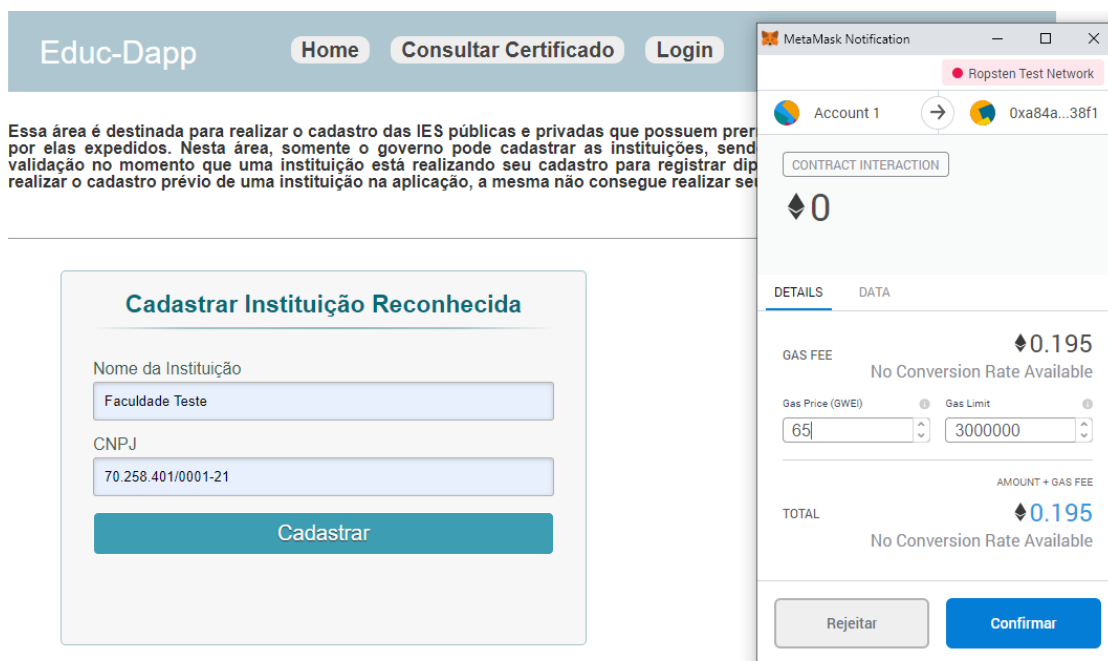 Educ-Dapp
Home
Consultar Certificado
Login
Essa área é destinada para realizar o cadastro das IES públicas e privadas que possuem
por elas expedidos. Nesta área, somente o governo pode cadastrar as instituições,
validação no momento que uma instituição está realizando seu cadastro para registrar
realizar o cadastro prévio de uma instituição na aplicação, a mesma não consegue realizar
Cadastrar Instituição Reconhecida
Nome da Instituição
Faculdade Teste
CNPJ
70.258.401/0001-21
Cadastrar
MetaMask Notification
Ropsten Test Network
Account 1
0xa84a...38f1
CONTRACT INTERACTION
0
DETAILS
DATA
GAS FEE
0.195
No Conversion Rate Available
Gas Price (GWEI)
Gas Limit
65
3000000
AMOUNT + GAS FEE
TOTAL
0.195
No Conversion Rate Available
Rejeitar
Confirmar